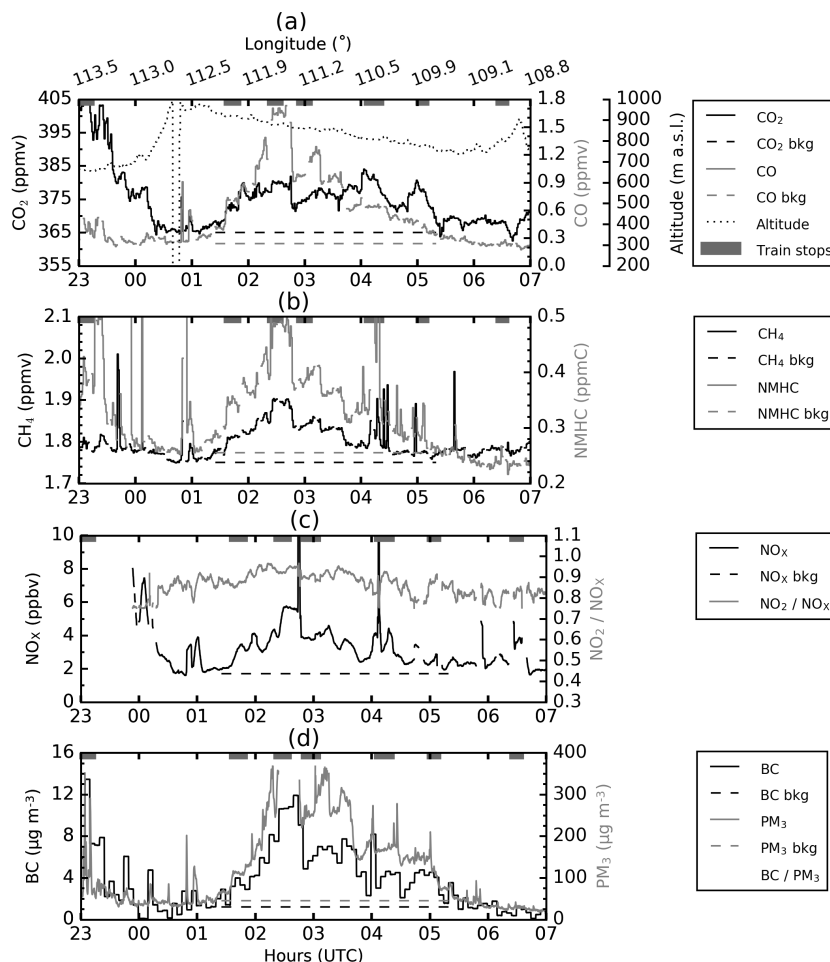 (a)
Longitude (°)
113.5 113.0 112.5 111.9 111.2 110.5 109.9 109.1 108.8
405
395
385
375
365
355
CO₂ (ppmv)
1.8
1.5
1.2
0.9
0.6
0.3
0.0
CO (ppmv)
1000
900
800
700
600
500
400
300
200
Altitude (m a.s.l.)
23 00 01 02 03 04 05 06 07
CO₂
CO₂ bkg
CO
CO bkg
Altitude
Train stops
(b)
2.1
2.0
1.9
1.8
1.7
CH₄ (ppmv)
0.5
0.4
0.3
0.2
NMHC (ppmC)
23 00 01 02 03 04 05 06 07
CH₄
CH₄ bkg
NMHC
NMHC bkg
(c)
10
8
6
4
2
0
NOₓ (ppbv)
1.1
1.0
0.9
0.8
0.7
0.6
0.5
0.4
0.3
NO₂ / NOₓ
23 00 01 02 03 04 05 06 07
NOₓ
NOₓ bkg
NO₂ / NOₓ
(d)
16
12
8
4
0
BC (μg m⁻³)
400
300
200
100
0
PM₃ (μg m⁻³)
23 00 01 02 03 04 05 06 07
Hours (UTC)
BC
BC bkg
PM₃
PM₃ bkg
BC / PM₃